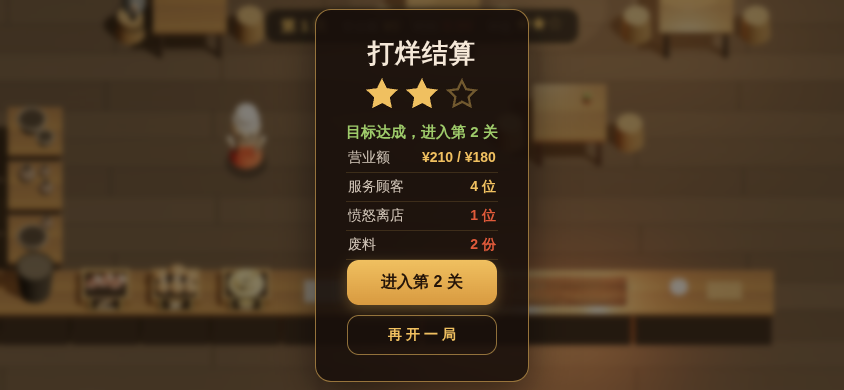 打烊结算
目标达成，进入第 2 关
营业额 ¥210 / ¥180
服务顾客 4 位
愤怒离店 1 位
废料 2 份
进入第 2 关
再开一局